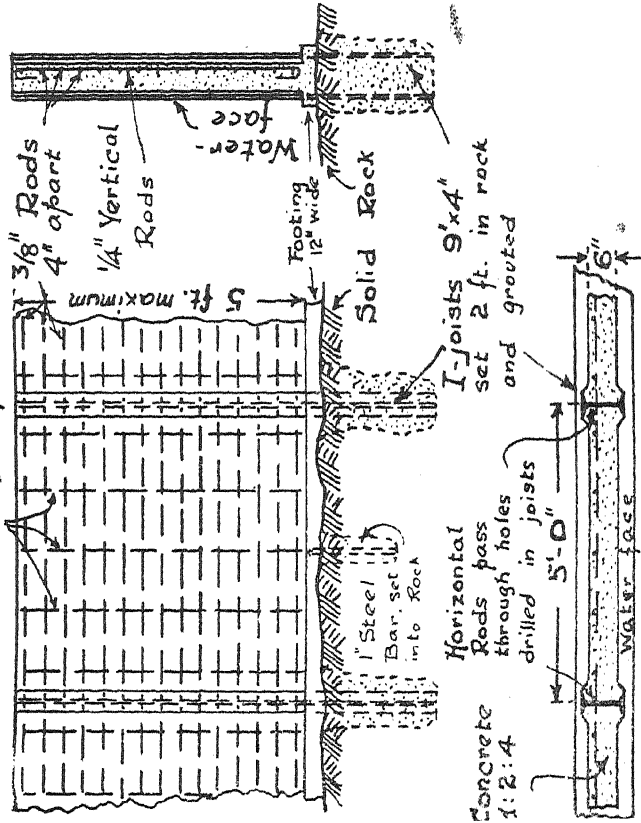 3/8" Rods
4" apart
1/4" Vertical
Rods
5 ft. maximum
Water-
face
Footing
12" wide
Solid Rock
I-joists 9"x4"
set 2 ft. in rock
and grouted
1" Steel
Bar, set
into Rock
Horizontal
Rods pass
through holes
drilled in joists
Concrete
1:2:4
5'-0"
6"
Water face